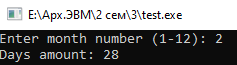 E:\Арх.ЭВМ\2 сем\3\test.exe
Enter month number (1-12): 2
Days amount: 28